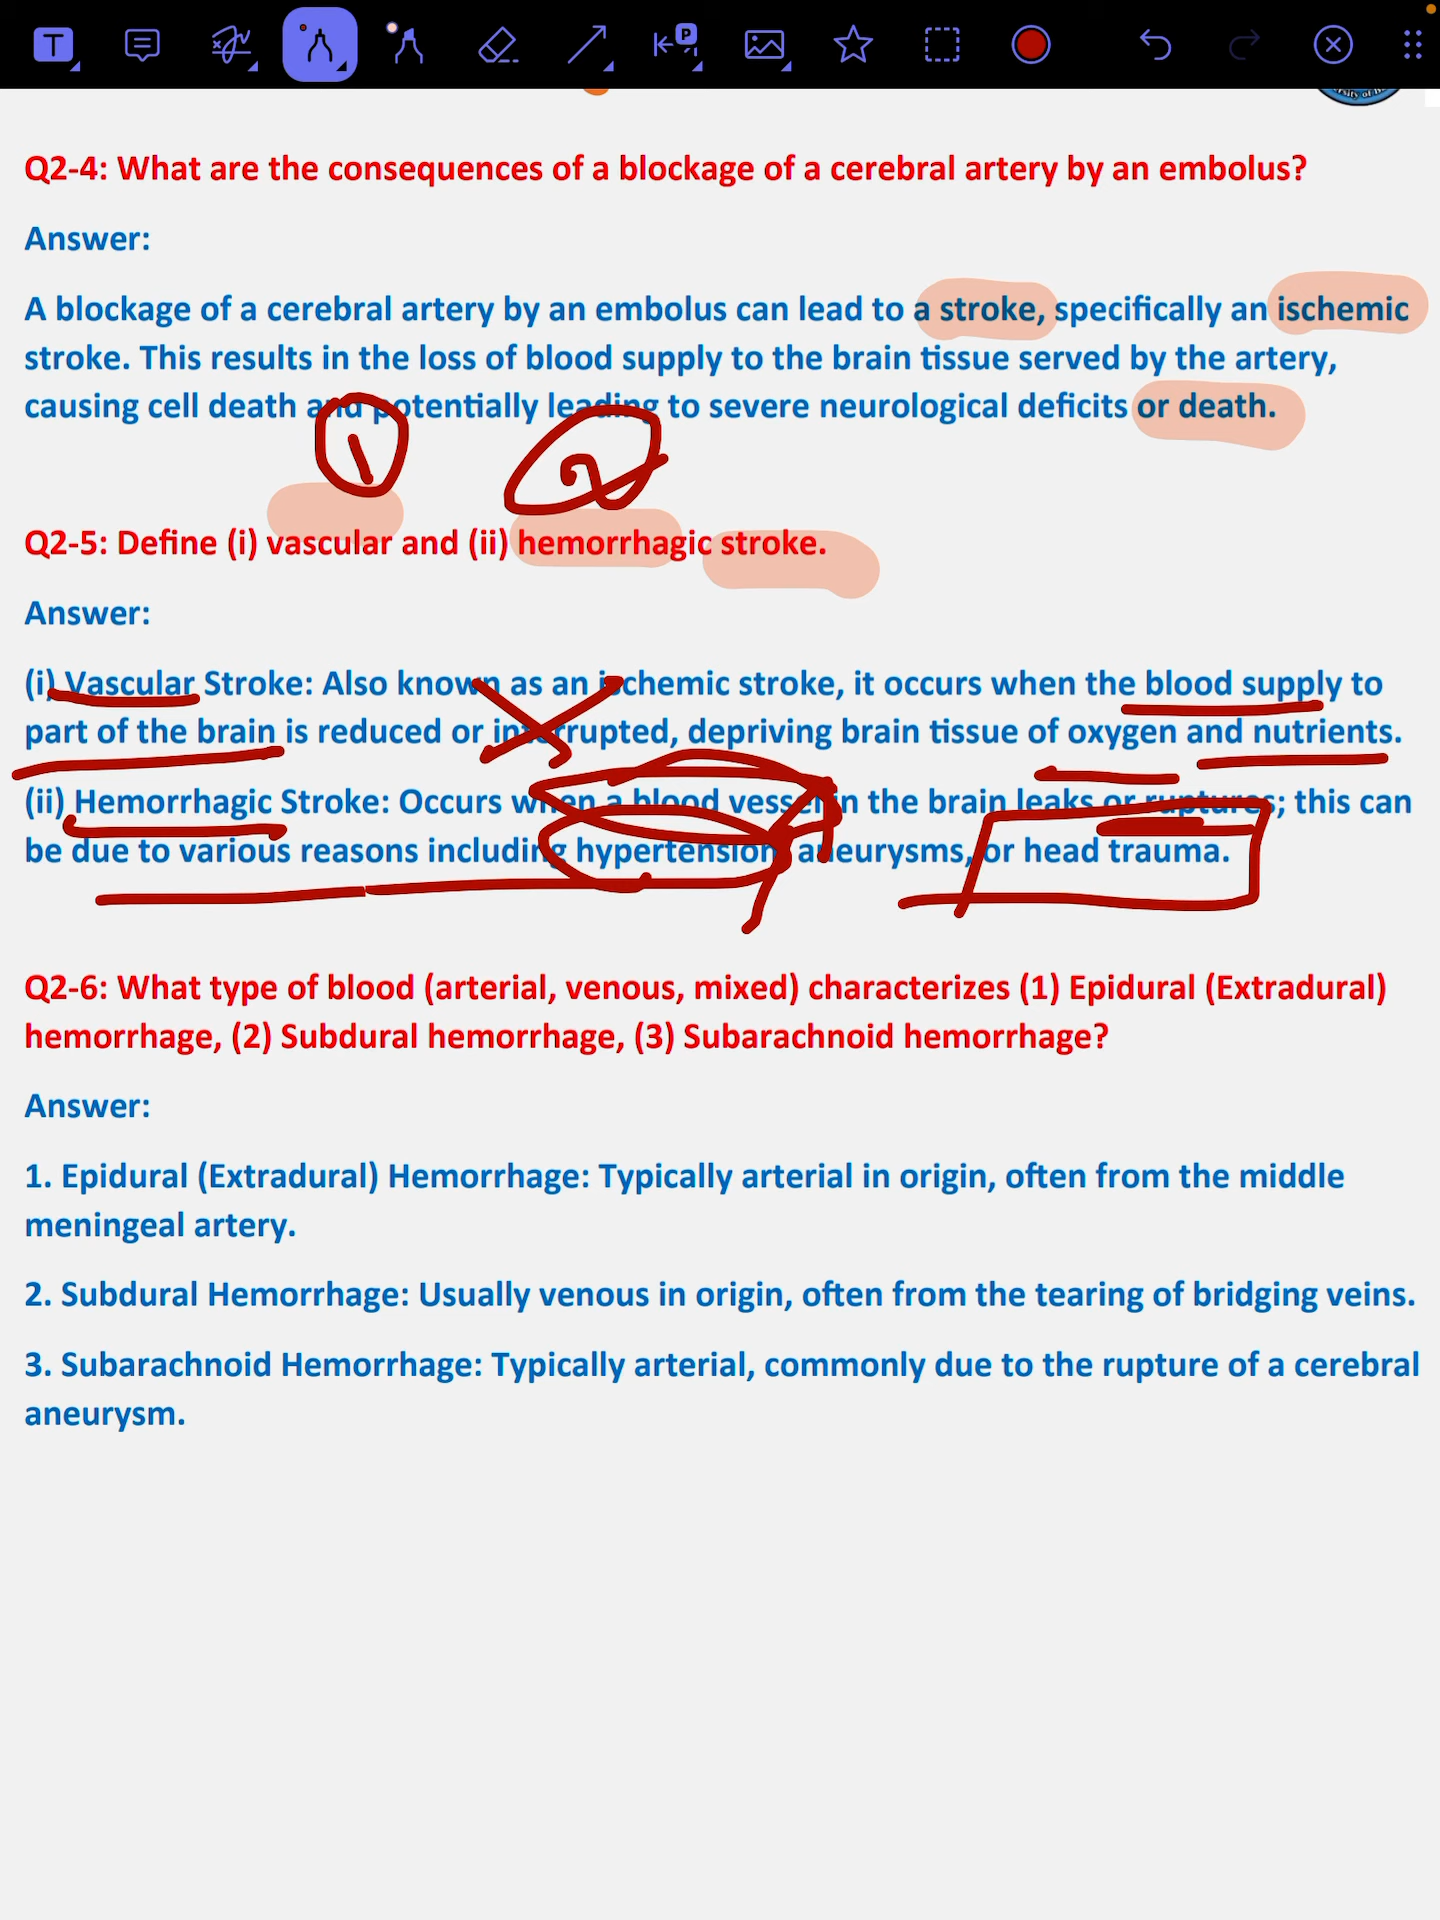 T
P
Q2-4: What are the consequences of a blockage of a cerebral artery by an embolus?
Answer:
A blockage of a cerebral artery by an embolus can lead to a stroke, specifically an ischemic
stroke. This results in the loss of blood supply to the brain tissue served by the artery,
causing cell death and potentially leading to severe neurological deficits or death.
1 2
Q2-5: Define (i) vascular and (ii) hemorrhagic stroke.
Answer:
(i) Vascular Stroke: Also known as an ischemic stroke, it occurs when the blood supply to
part of the brain is reduced or interrupted, depriving brain tissue of oxygen and nutrients.
(ii) Hemorrhagic Stroke: Occurs when a blood vessel in the brain leaks or ruptures; this can
be due to various reasons including hypertension, aneurysms, or head trauma.
Q2-6: What type of blood (arterial, venous, mixed) characterizes (1) Epidural (Extradural)
hemorrhage, (2) Subdural hemorrhage, (3) Subarachnoid hemorrhage?
Answer:
1. Epidural (Extradural) Hemorrhage: Typically arterial in origin, often from the middle
meningeal artery.
2. Subdural Hemorrhage: Usually venous in origin, often from the tearing of bridging veins.
3. Subarachnoid Hemorrhage: Typically arterial, commonly due to the rupture of a cerebral
aneurysm.